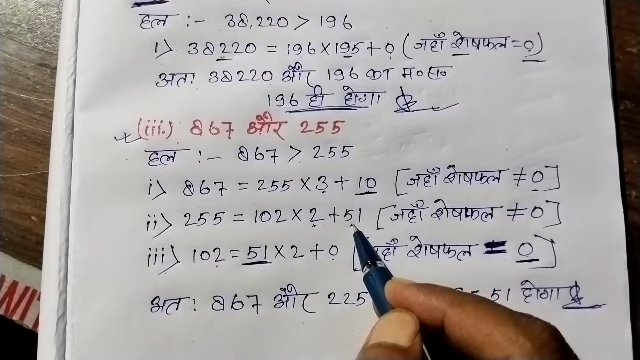 हल :- 38,220 > 196
i> 38220 = 196 × 195 + 0 (जहाँ शेषफल = 0)
अतः 38220 और 196 का म॰स॰
196 ही होगा
(iii.) 867 और 255
हल :- 867 > 255
i> 867 = 255 × 3 + 10 [जहाँ शेषफल ≠ 0]
ii> 255 = 102 × 2 + 51 [जहाँ शेषफल ≠ 0]
iii> 102 = 51 × 2 + 0 [जहाँ शेषफल = 0]
अतः 867 और 225 51 होगा